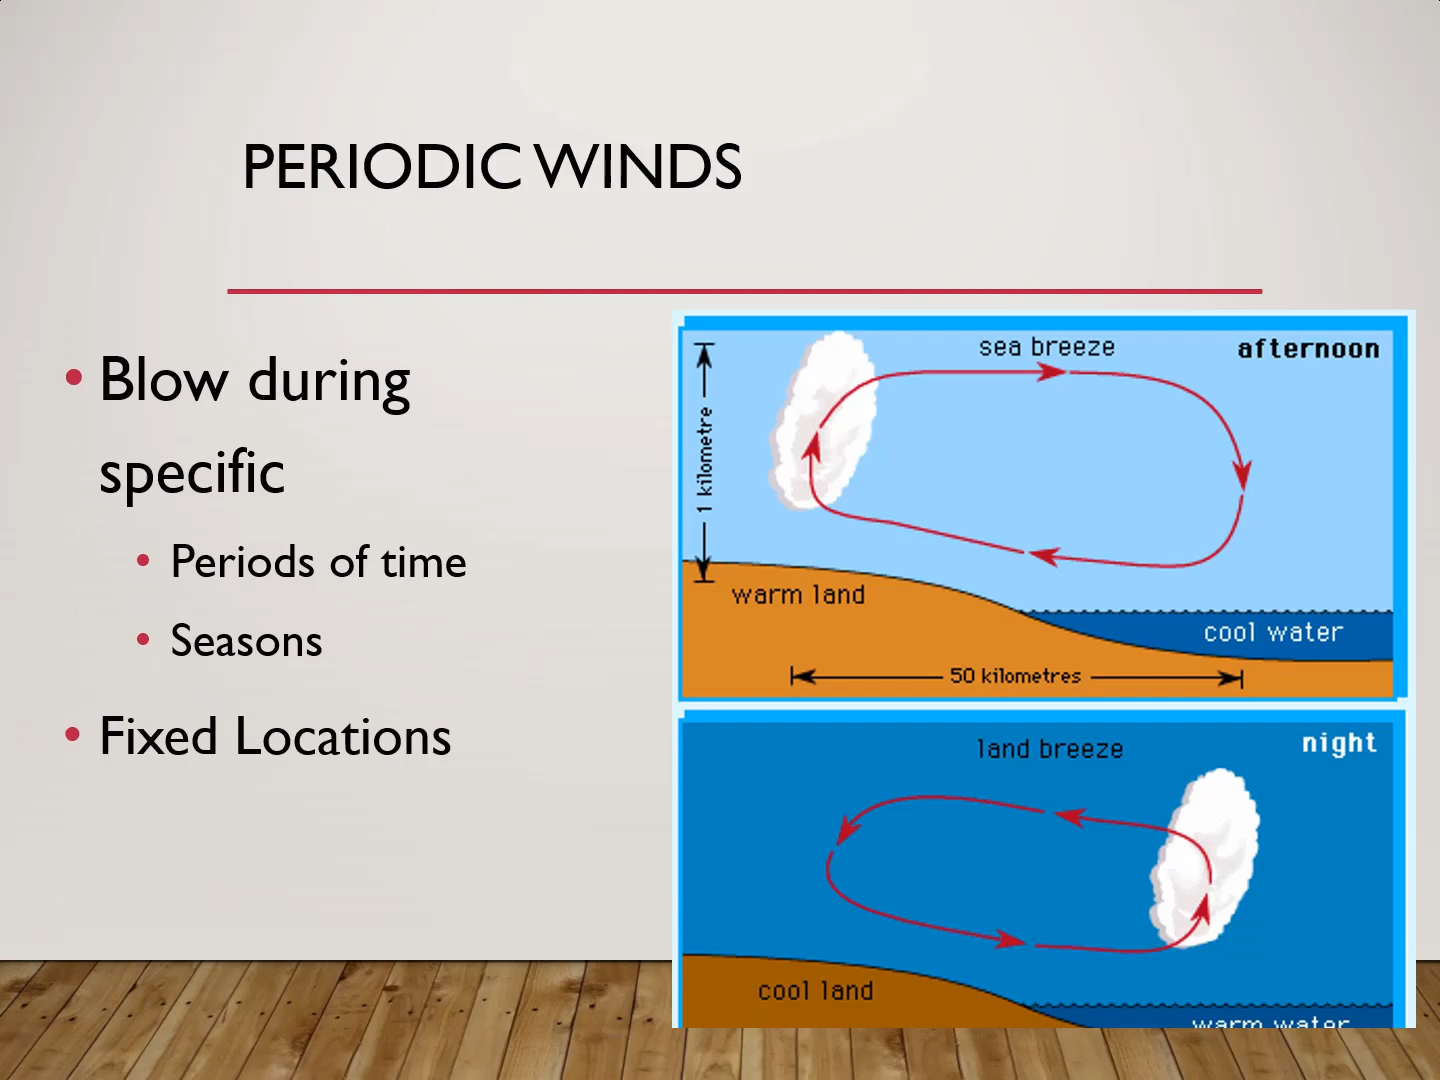 PERIODIC WINDS
• Blow during
specific
• Periods of time
• Seasons
• Fixed Locations
sea breeze
afternoon
1 kilometre
warm land
cool water
50 kilometres
land breeze
night
cool land
warm water